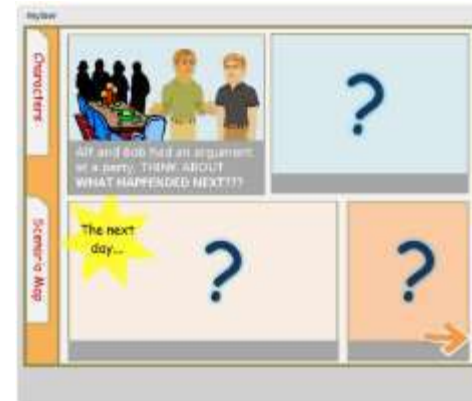 Characters
Alf and Bob had an argument
at a party. THINK ABOUT
WHAT HAPPENDED NEXT???
?
Scenario Map
The next
day...
?
?